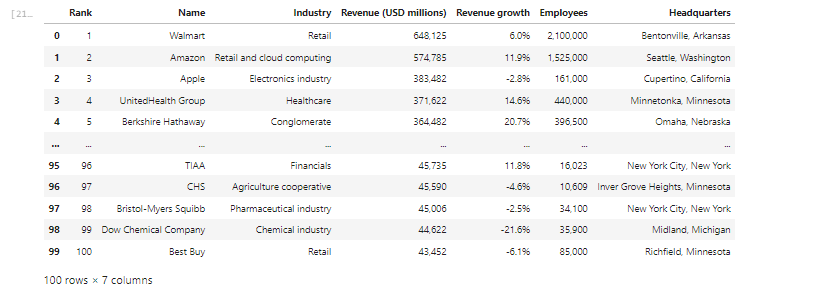 [21...
Rank Name Industry Revenue (USD millions) Revenue growth Employees Headquarters
0 1 Walmart Retail 648,125 6.0% 2,100,000 Bentonville, Arkansas
1 2 Amazon Retail and cloud computing 574,785 11.9% 1,525,000 Seattle, Washington
2 3 Apple Electronics industry 383,482 -2.8% 161,000 Cupertino, California
3 4 UnitedHealth Group Healthcare 371,622 14.6% 440,000 Minnetonka, Minnesota
4 5 Berkshire Hathaway Conglomerate 364,482 20.7% 396,500 Omaha, Nebraska
... ... ... ... ... ... ... ...
95 96 TIAA Financials 45,735 11.8% 16,023 New York City, New York
96 97 CHS Agriculture cooperative 45,590 -4.6% 10,609 Inver Grove Heights, Minnesota
97 98 Bristol-Myers Squibb Pharmaceutical industry 45,006 -2.5% 34,100 New York City, New York
98 99 Dow Chemical Company Chemical industry 44,622 -21.6% 35,900 Midland, Michigan
99 100 Best Buy Retail 43,452 -6.1% 85,000 Richfield, Minnesota
100 rows × 7 columns